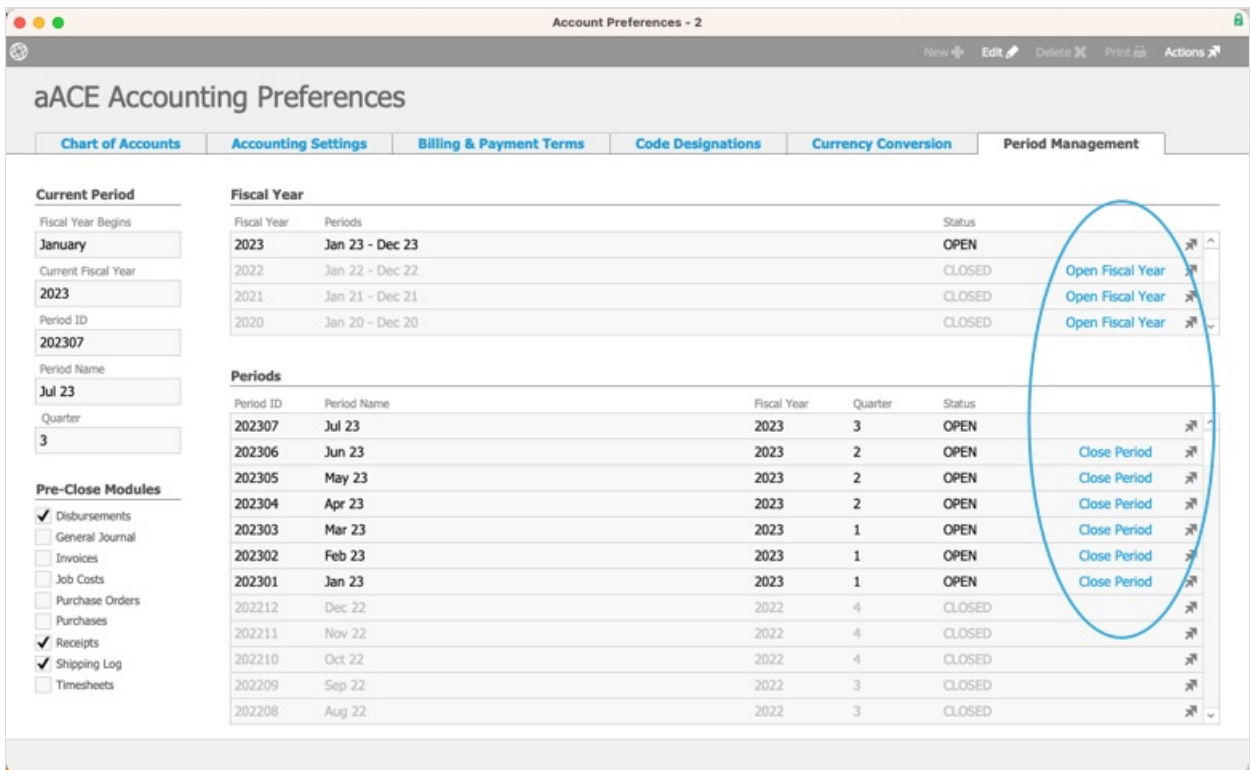 Account Preferences - 2
New Edit Delete Print Actions
aACE Accounting Preferences
Chart of Accounts Accounting Settings Billing & Payment Terms Code Designations Currency Conversion Period Management
Current Period
Fiscal Year Begins
January
Current Fiscal Year
2023
Period ID
202307
Period Name
Jul 23
Quarter
3
Pre-Close Modules
Disbursements
General Journal
Invoices
Job Costs
Purchase Orders
Purchases
Receipts
Shipping Log
Timesheets
Fiscal Year
Fiscal Year Periods Status
2023 Jan 23 - Dec 23 OPEN
2022 Jan 22 - Dec 22 CLOSED Open Fiscal Year
2021 Jan 21 - Dec 21 CLOSED Open Fiscal Year
2020 Jan 20 - Dec 20 CLOSED Open Fiscal Year
Periods
Period ID Period Name Fiscal Year Quarter Status
202307 Jul 23 2023 3 OPEN
202306 Jun 23 2023 2 OPEN Close Period
202305 May 23 2023 2 OPEN Close Period
202304 Apr 23 2023 2 OPEN Close Period
202303 Mar 23 2023 1 OPEN Close Period
202302 Feb 23 2023 1 OPEN Close Period
202301 Jan 23 2023 1 OPEN Close Period
202212 Dec 22 2022 4 CLOSED
202211 Nov 22 2022 4 CLOSED
202210 Oct 22 2022 4 CLOSED
202209 Sep 22 2022 3 CLOSED
202208 Aug 22 2022 3 CLOSED